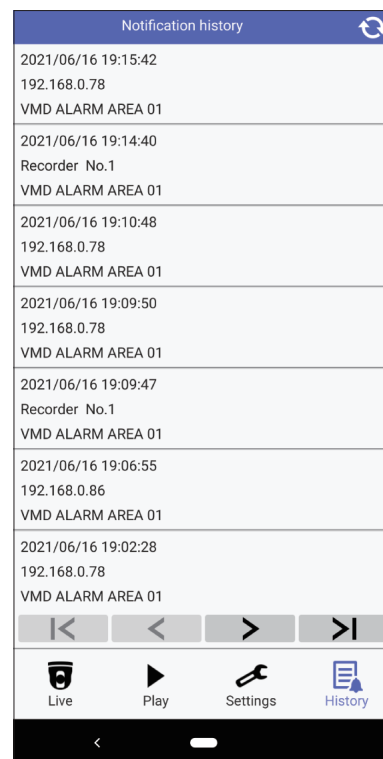 Notification history
2021/06/16 19:15:42
192.168.0.78
VMD ALARM AREA 01
2021/06/16 19:14:40
Recorder No.1
VMD ALARM AREA 01
2021/06/16 19:10:48
192.168.0.78
VMD ALARM AREA 01
2021/06/16 19:09:50
192.168.0.78
VMD ALARM AREA 01
2021/06/16 19:09:47
Recorder No.1
VMD ALARM AREA 01
2021/06/16 19:06:55
192.168.0.86
VMD ALARM AREA 01
2021/06/16 19:02:28
192.168.0.78
VMD ALARM AREA 01
Live Play Settings History